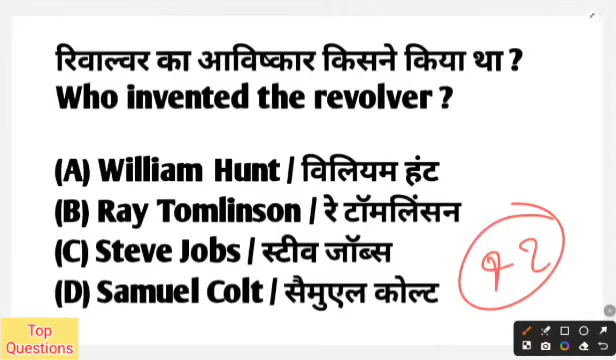 रिवाल्वर का आविष्कार किसने किया था ?
Who invented the revolver ?
(A) William Hunt / विलियम हंट
(B) Ray Tomlinson / रे टॉमलिंसन
(C) Steve Jobs / स्टीव जॉब्स
(D) Samuel Colt / सैमुएल कोल्ट
Top
Questions